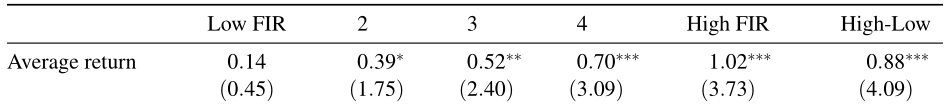 Low FIR 2 3 4 High FIR High-Low
Average return 0.14 0.39* 0.52** 0.70*** 1.02*** 0.88***
(0.45) (1.75) (2.40) (3.09) (3.73) (4.09)